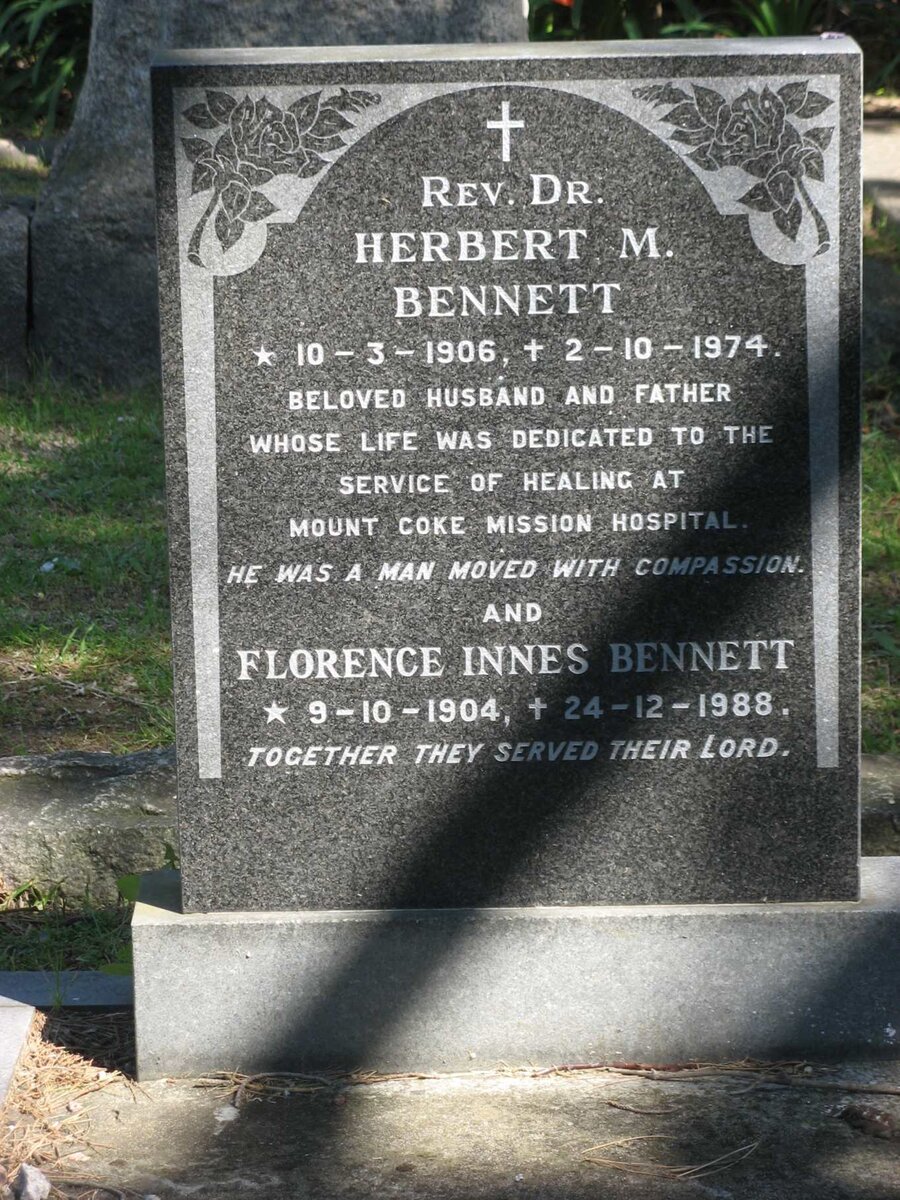 REV. DR.
HERBERT M.
BENNETT
★ 10-3-1906, ✝ 2-10-1974.
BELOVED HUSBAND AND FATHER
WHOSE LIFE WAS DEDICATED TO THE
SERVICE OF HEALING AT
MOUNT COKE MISSION HOSPITAL.
HE WAS A MAN MOVED WITH COMPASSION.
AND
FLORENCE INNES BENNETT
★ 9-10-1904, ✝ 24-12-1988.
TOGETHER THEY SERVED THEIR LORD.